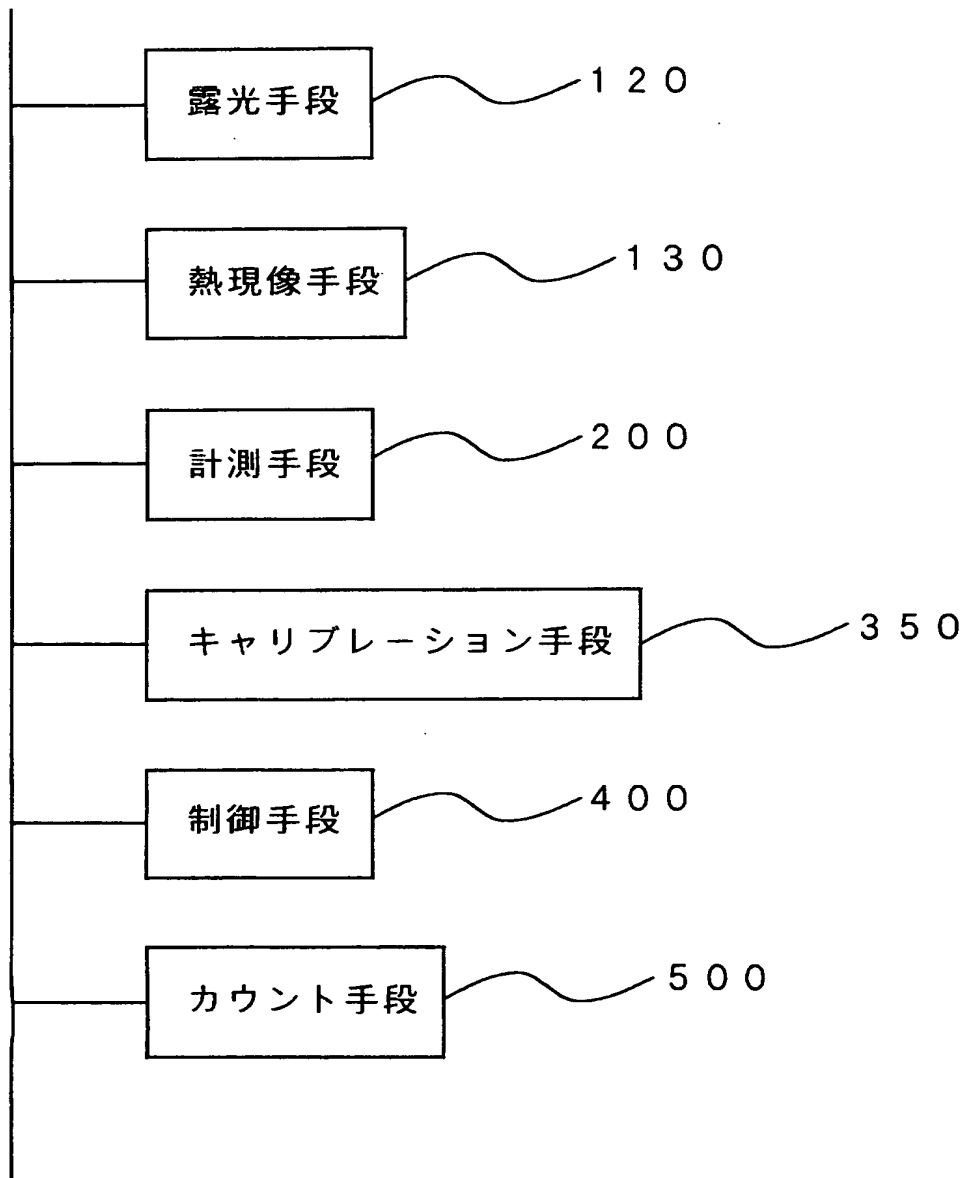 露光手段 １２０
熱現像手段 １３０
計測手段 ２００
キャリブレーション手段 ３５０
制御手段 ４００
カウント手段 ５００